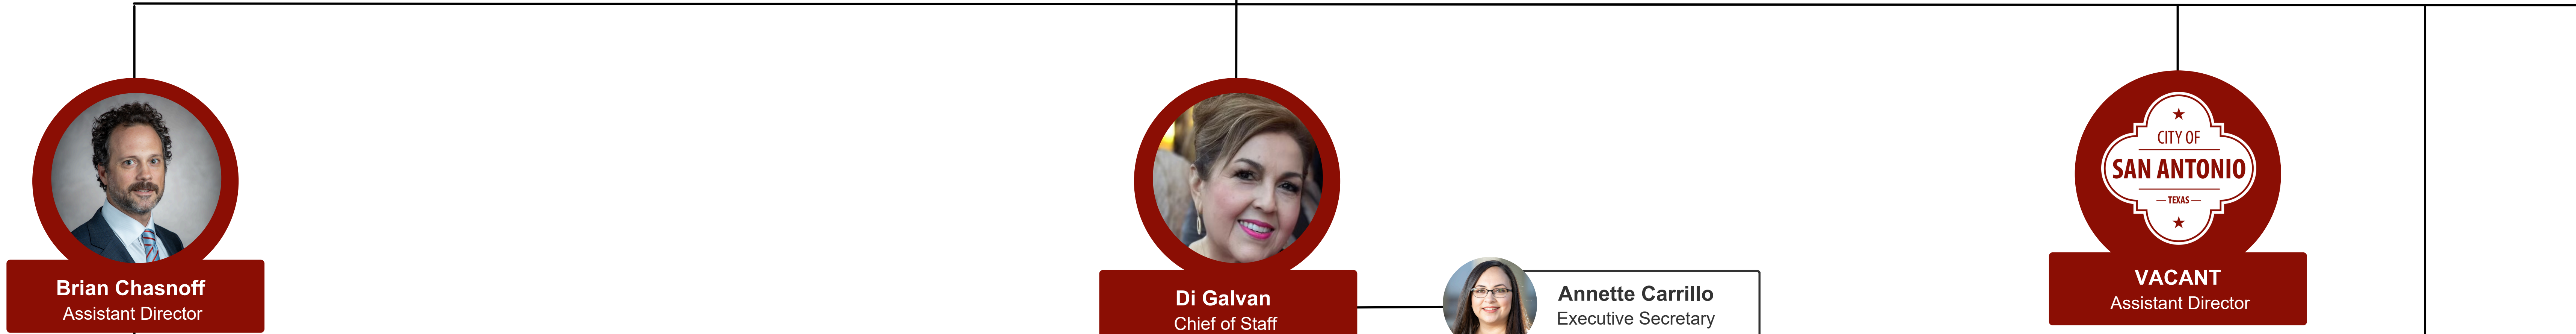 Brian Chasnoff
Assistant Director
Di Galvan
Chief of Staff
Annette Carrillo
Executive Secretary
CITY OF
SAN ANTONIO
TEXAS
VACANT
Assistant Director